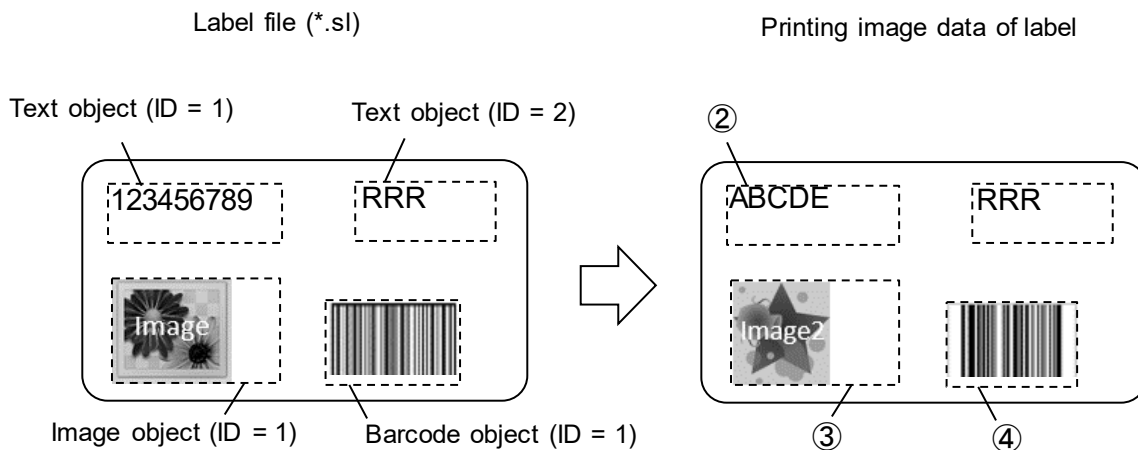 Label file (*.sl)
Printing image data of label
Text object (ID = 1)
Text object (ID = 2)
②
123456789
RRR
ABCDE
RRR
Image
Image2
Image object (ID = 1)
Barcode object (ID = 1)
③
④